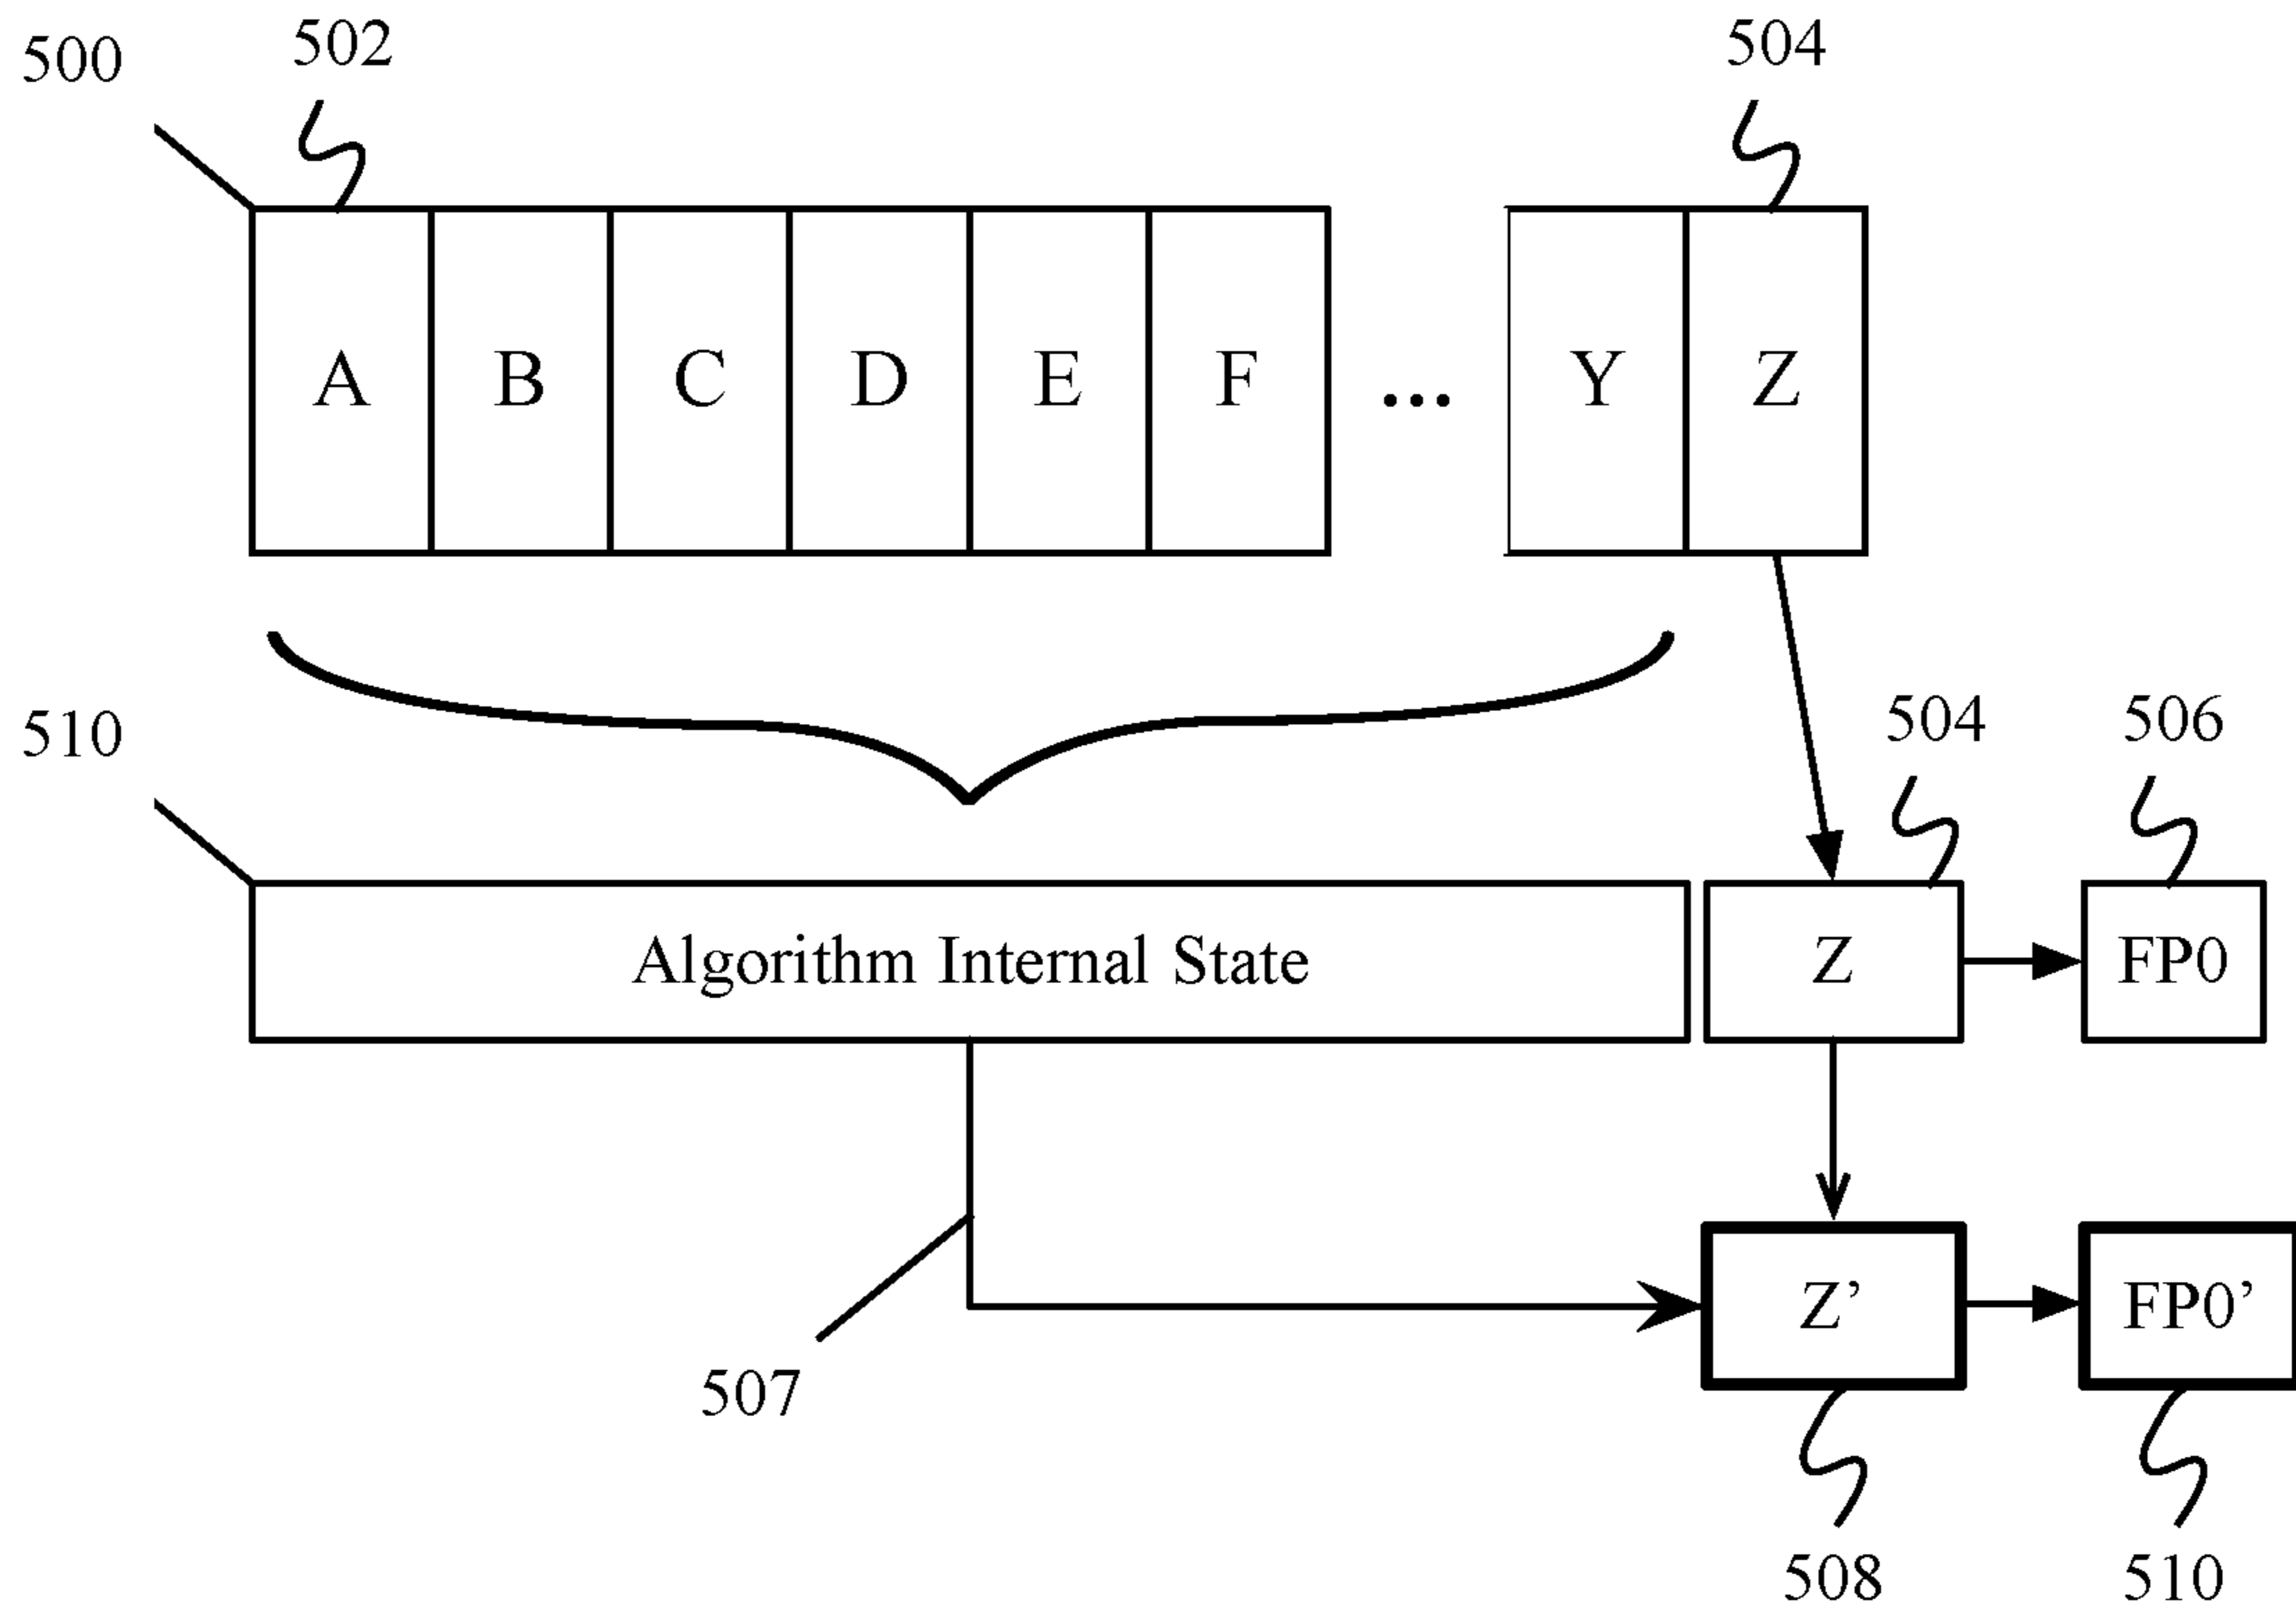 500 502 504
A B C D E F ... Y Z
510 504 506
Algorithm Internal State Z FP0
507 Z’ FP0’
508 510